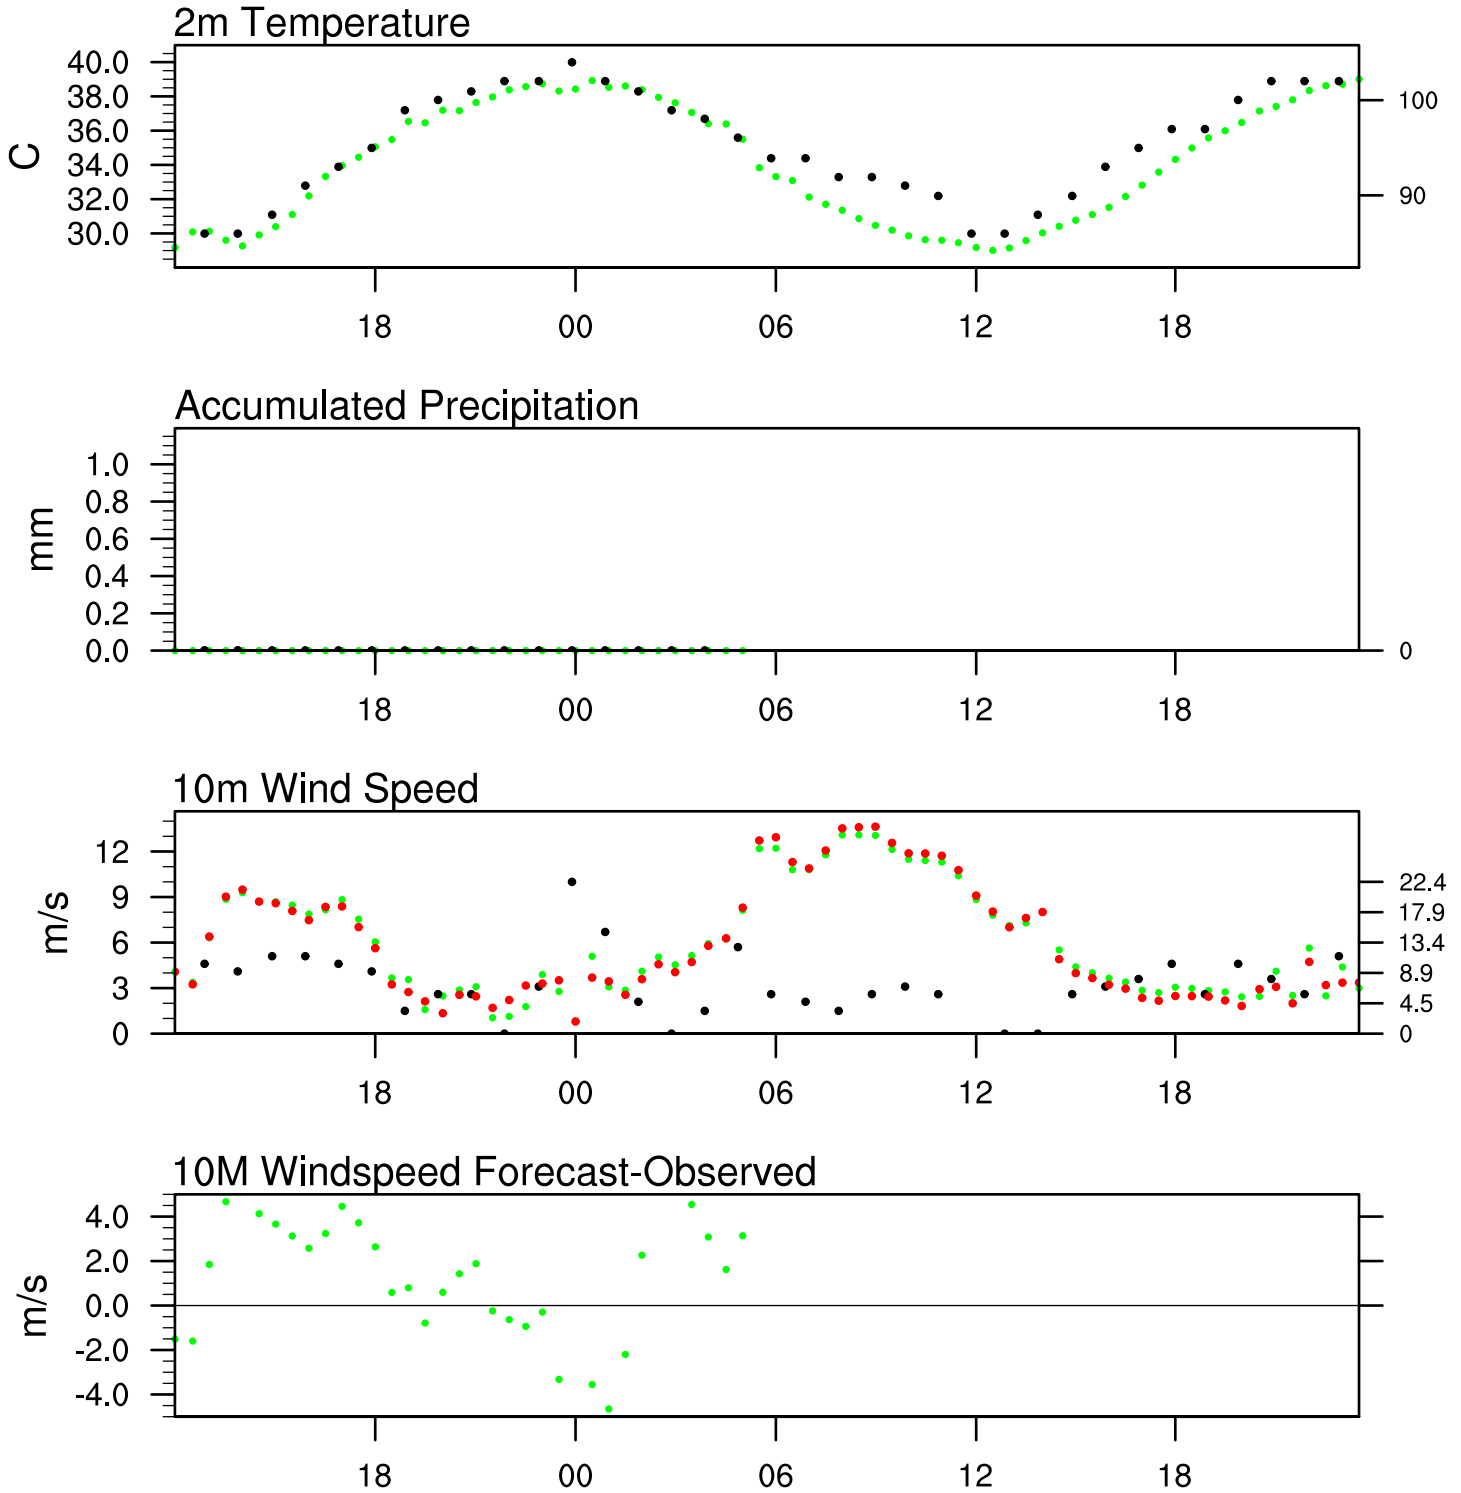 2m Temperature
40.0
38.0
36.0
34.0
32.0
30.0
C
100
90
18 00 06 12 18
Accumulated Precipitation
1.0
0.8
0.6
0.4
0.2
0.0
mm
0
18 00 06 12 18
10m Wind Speed
12
9
6
3
0
m/s
22.4
17.9
13.4
8.9
4.5
0
18 00 06 12 18
10M Windspeed Forecast-Observed
4.0
2.0
0.0
-2.0
-4.0
m/s
18 00 06 12 18